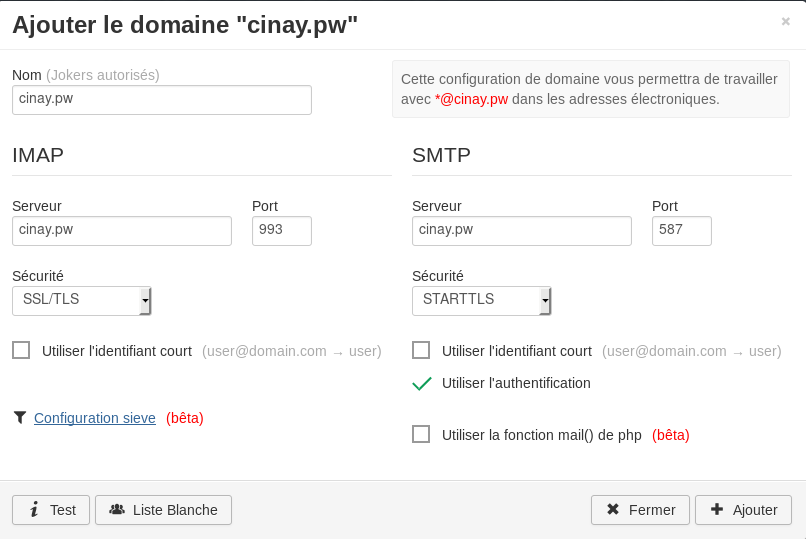 Ajouter le domaine "cinay.pw"
×
Nom (Jokers autorisés)
cinay.pw
Cette configuration de domaine vous permettra de travailler
avec *@cinay.pw dans les adresses électroniques.
IMAP
Serveur Port
cinay.pw 993
Sécurité
SSL/TLS
Utiliser l'identifiant court (user@domain.com → user)
Configuration sieve (bêta)
SMTP
Serveur Port
cinay.pw 587
Sécurité
STARTTLS
Utiliser l'identifiant court (user@domain.com → user)
Utiliser l'authentification
Utiliser la fonction mail() de php (bêta)
Test Liste Blanche Fermer Ajouter